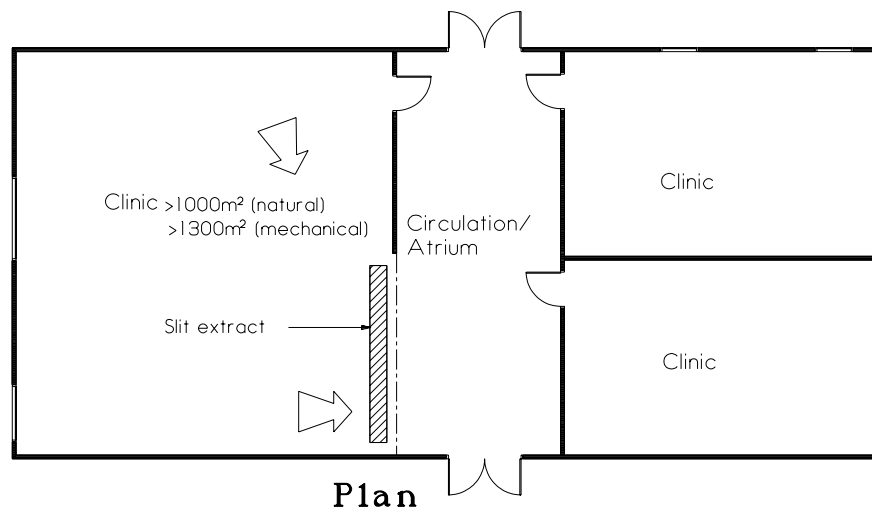 Clinic >1000m² (natural)
>1300m² (mechanical)
Circulation/
Atrium
Clinic
Slit extract
Clinic
Plan